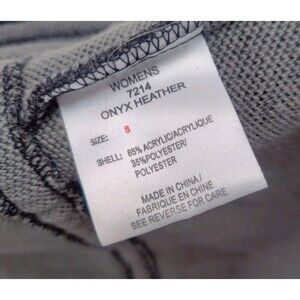 WOMENS
7214
ONYX HEATHER
SIZE: S
SHELL: 65% ACRYLIC/ACRYLIQUE
35%POLYESTER/
POLYESTER
MADE IN CHINA/
FABRIQUE EN CHINE
SEE REVERSE FOR CARE